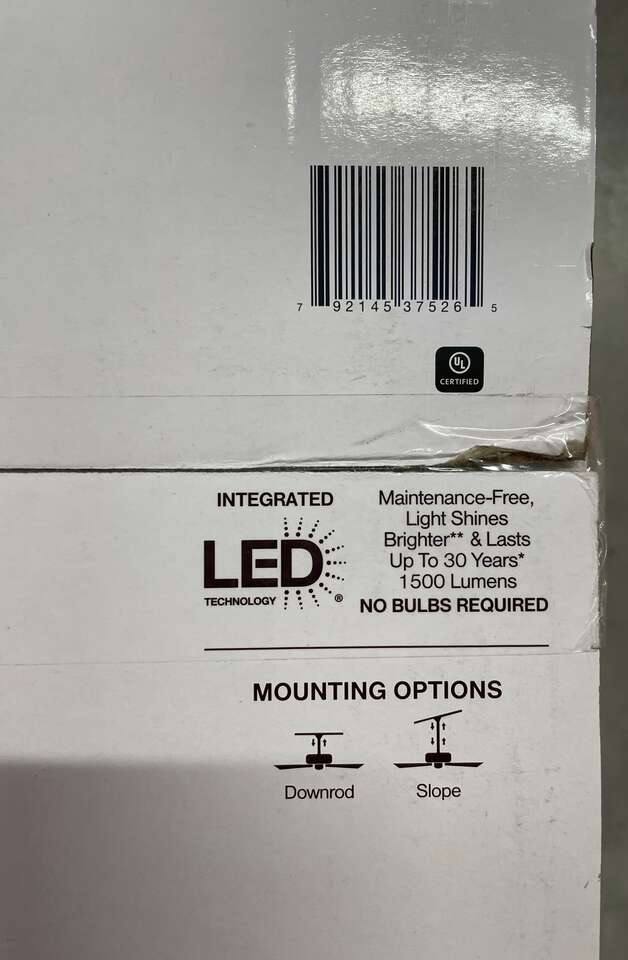 7 92145 37526 5
UL
CERTIFIED
INTEGRATED
LED
TECHNOLOGY ®
Maintenance-Free,
Light Shines
Brighter** & Lasts
Up To 30 Years*
1500 Lumens
NO BULBS REQUIRED
MOUNTING OPTIONS
Downrod Slope